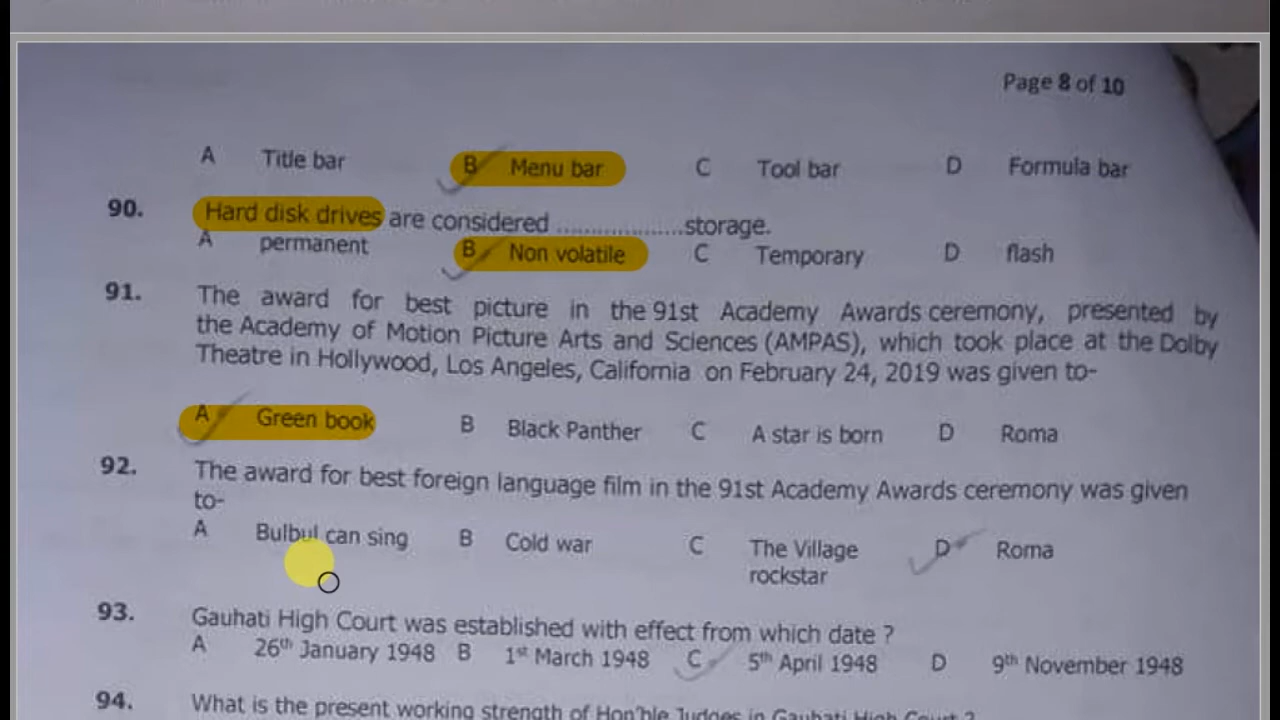 Page 8 of 10
A Title bar B Menu bar C Tool bar D Formula bar
90. Hard disk drives are considered ..................storage.
A permanent B Non volatile C Temporary D flash
91. The award for best picture in the 91st Academy Awards ceremony, presented by
the Academy of Motion Picture Arts and Sciences (AMPAS), which took place at the Dolby
Theatre in Hollywood, Los Angeles, California on February 24, 2019 was given to-
A Green book B Black Panther C A star is born D Roma
92. The award for best foreign language film in the 91st Academy Awards ceremony was given
to-
A Bulbul can sing B Cold war C The Village D Roma
rockstar
93. Gauhati High Court was established with effect from which date ?
A 26th January 1948 B 1st March 1948 C 5th April 1948 D 9th November 1948
94. What is the present working strength of Hon'ble Judges in Gauhati High Court ?